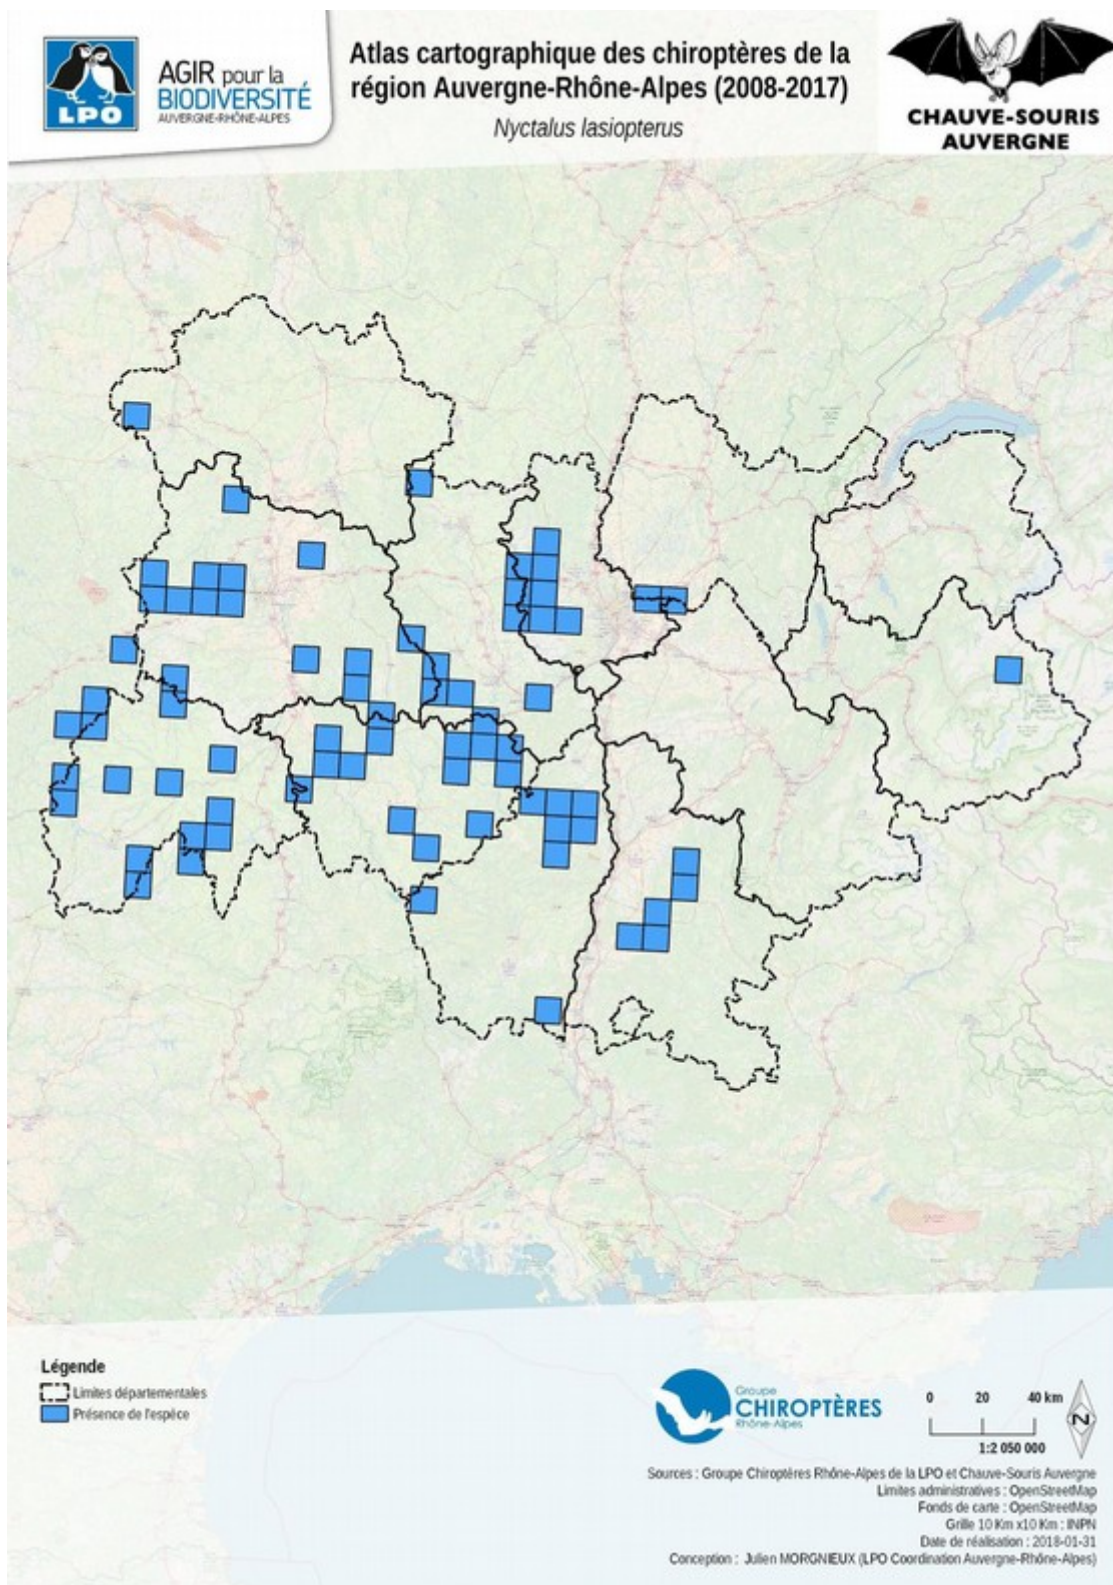 LPO
AGIR pour la
BIODIVERSITÉ
AUVERGNE-RHÔNE-ALPES
Atlas cartographique des chiroptères de la
région Auvergne-Rhône-Alpes (2008-2017)
Nyctalus lasiopterus
CHAUVE-SOURIS
AUVERGNE
Légende
Limites départementales
Présence de l'espèce
Groupe
CHIROPTÈRES
Rhône-Alpes
0 20 40 km
1:2 050 000
N
Sources : Groupe Chiroptères Rhône-Alpes de la LPO et Chauve-Souris Auvergne
Limites administratives : OpenStreetMap
Fonds de carte : OpenStreetMap
Grille 10 Km x10 Km : INPN
Date de réalisation : 2018-01-31
Conception : Julien MORGNIEUX (LPO Coordination Auvergne-Rhône-Alpes)